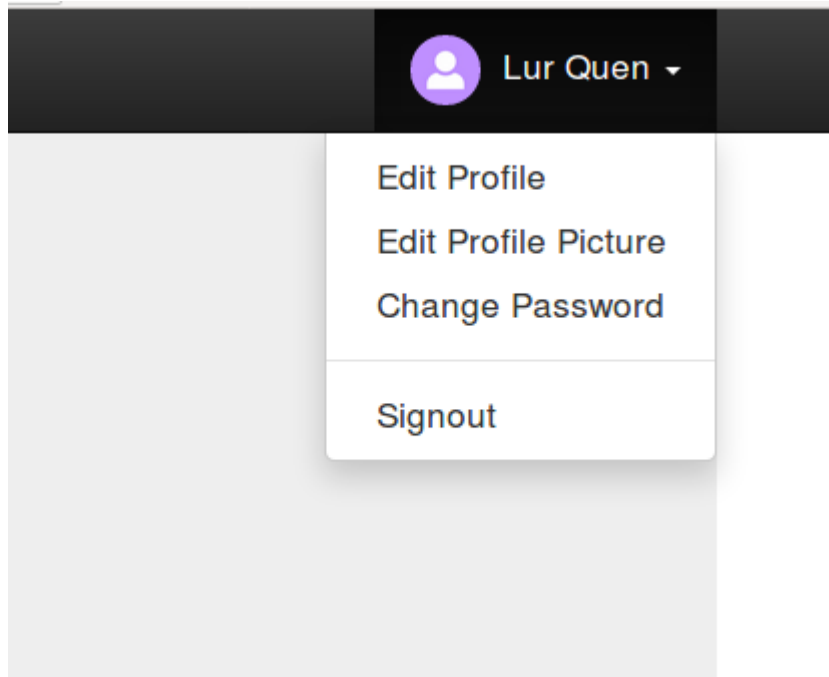 Lur Quen
Edit Profile
Edit Profile Picture
Change Password
Signout